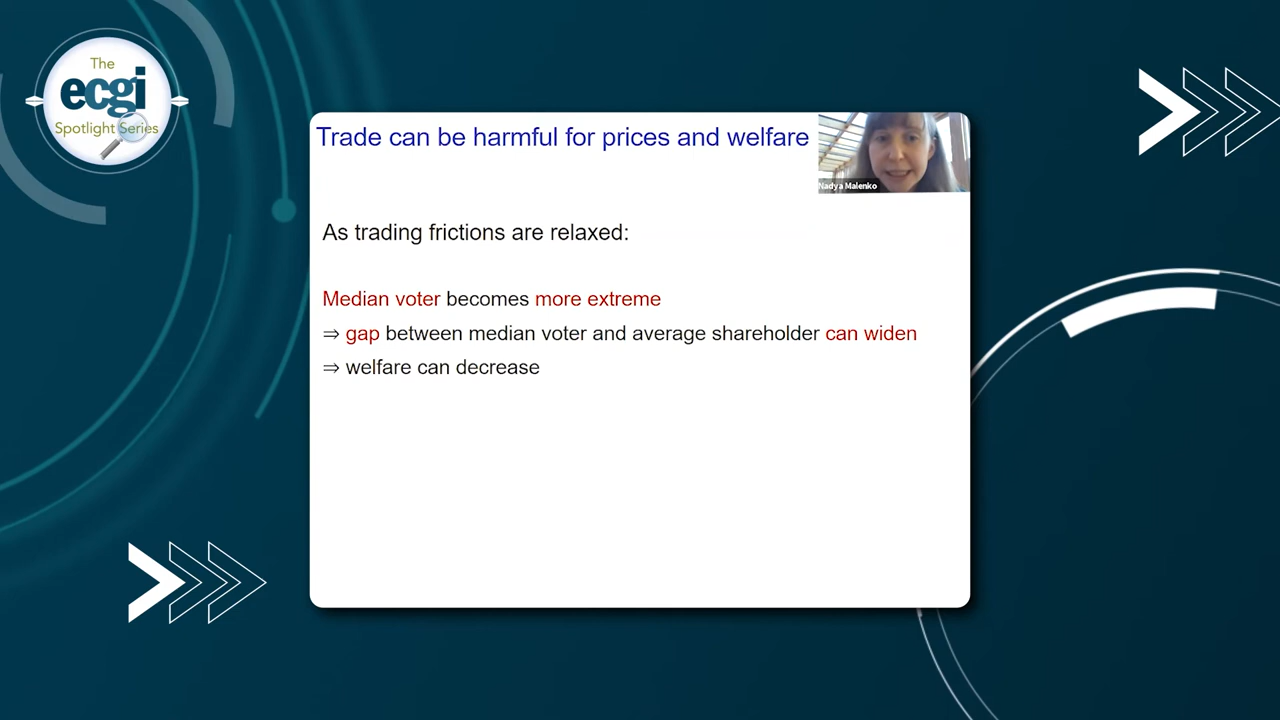 The
ecgi
Spotlight Series
Trade can be harmful for prices and welfare
Nadya Malenko
As trading frictions are relaxed:
Median voter becomes more extreme
⇒ gap between median voter and average shareholder can widen
⇒ welfare can decrease